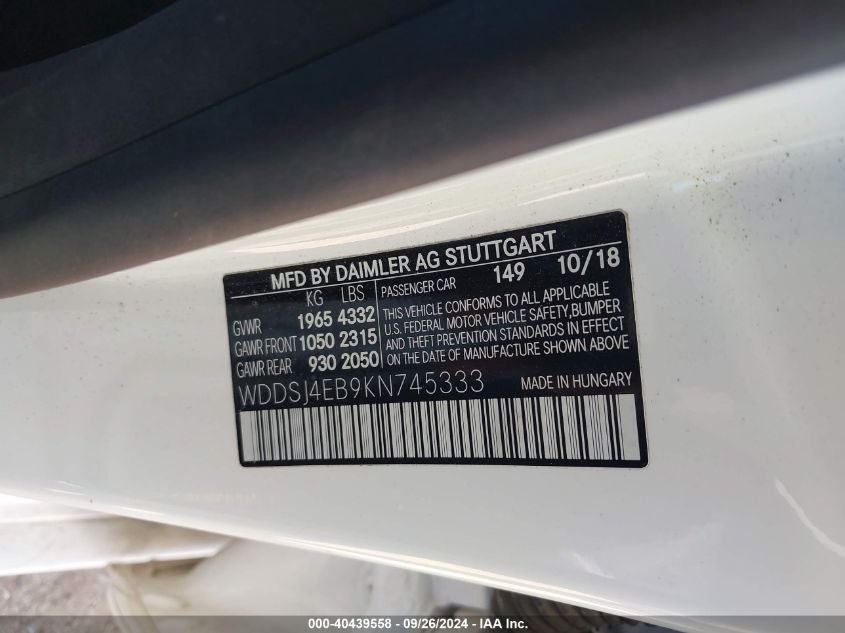 MFD BY DAIMLER AG STUTTGART
KG LBS
GVWR 1965 4332
GAWR FRONT 1050 2315
GAWR REAR 930 2050
PASSENGER CAR 149 10/18
THIS VEHICLE CONFORMS TO ALL APPLICABLE
U.S. FEDERAL MOTOR VEHICLE SAFETY, BUMPER
AND THEFT PREVENTION STANDARDS IN EFFECT
ON THE DATE OF MANUFACTURE SHOWN ABOVE
WDDSJ4EB9KN745333
MADE IN HUNGARY
000-40439558 - 09/26/2024 - IAA Inc.